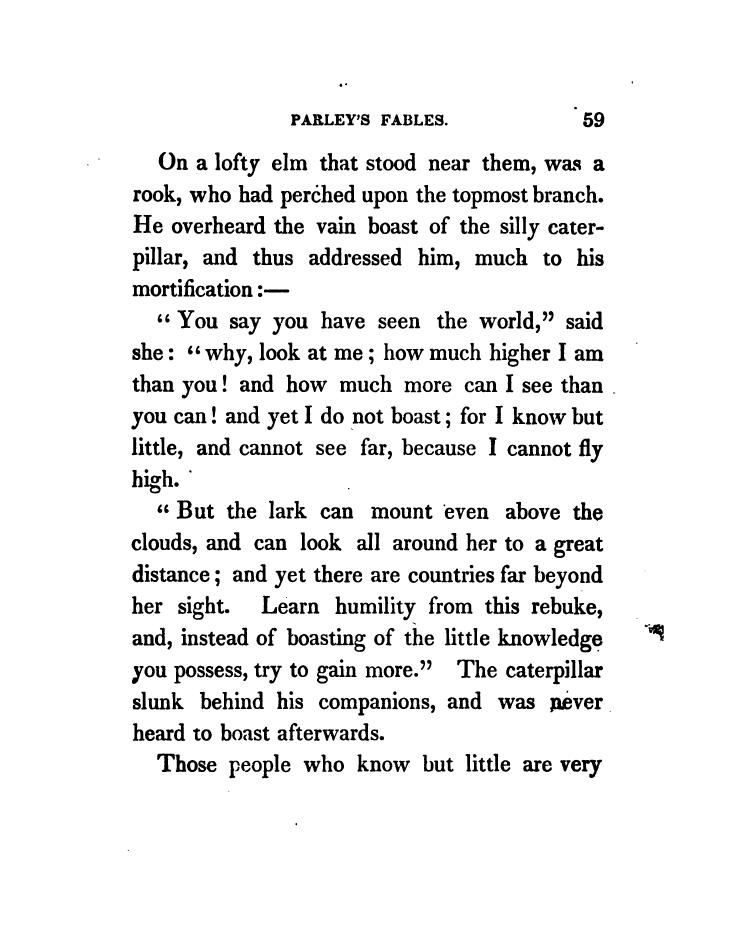 PARLEY'S FABLES. 59
On a lofty elm that stood near them, was a
rook, who had perched upon the topmost branch.
He overheard the vain boast of the silly cater-
pillar, and thus addressed him, much to his
mortification :—
“ You say you have seen the world,” said
she : “ why, look at me ; how much higher I am
than you ! and how much more can I see than
you can ! and yet I do not boast ; for I know but
little, and cannot see far, because I cannot fly
high.
“ But the lark can mount even above the
clouds, and can look all around her to a great
distance ; and yet there are countries far beyond
her sight. Learn humility from this rebuke,
and, instead of boasting of the little knowledge
you possess, try to gain more.” The caterpillar
slunk behind his companions, and was never
heard to boast afterwards.
Those people who know but little are very